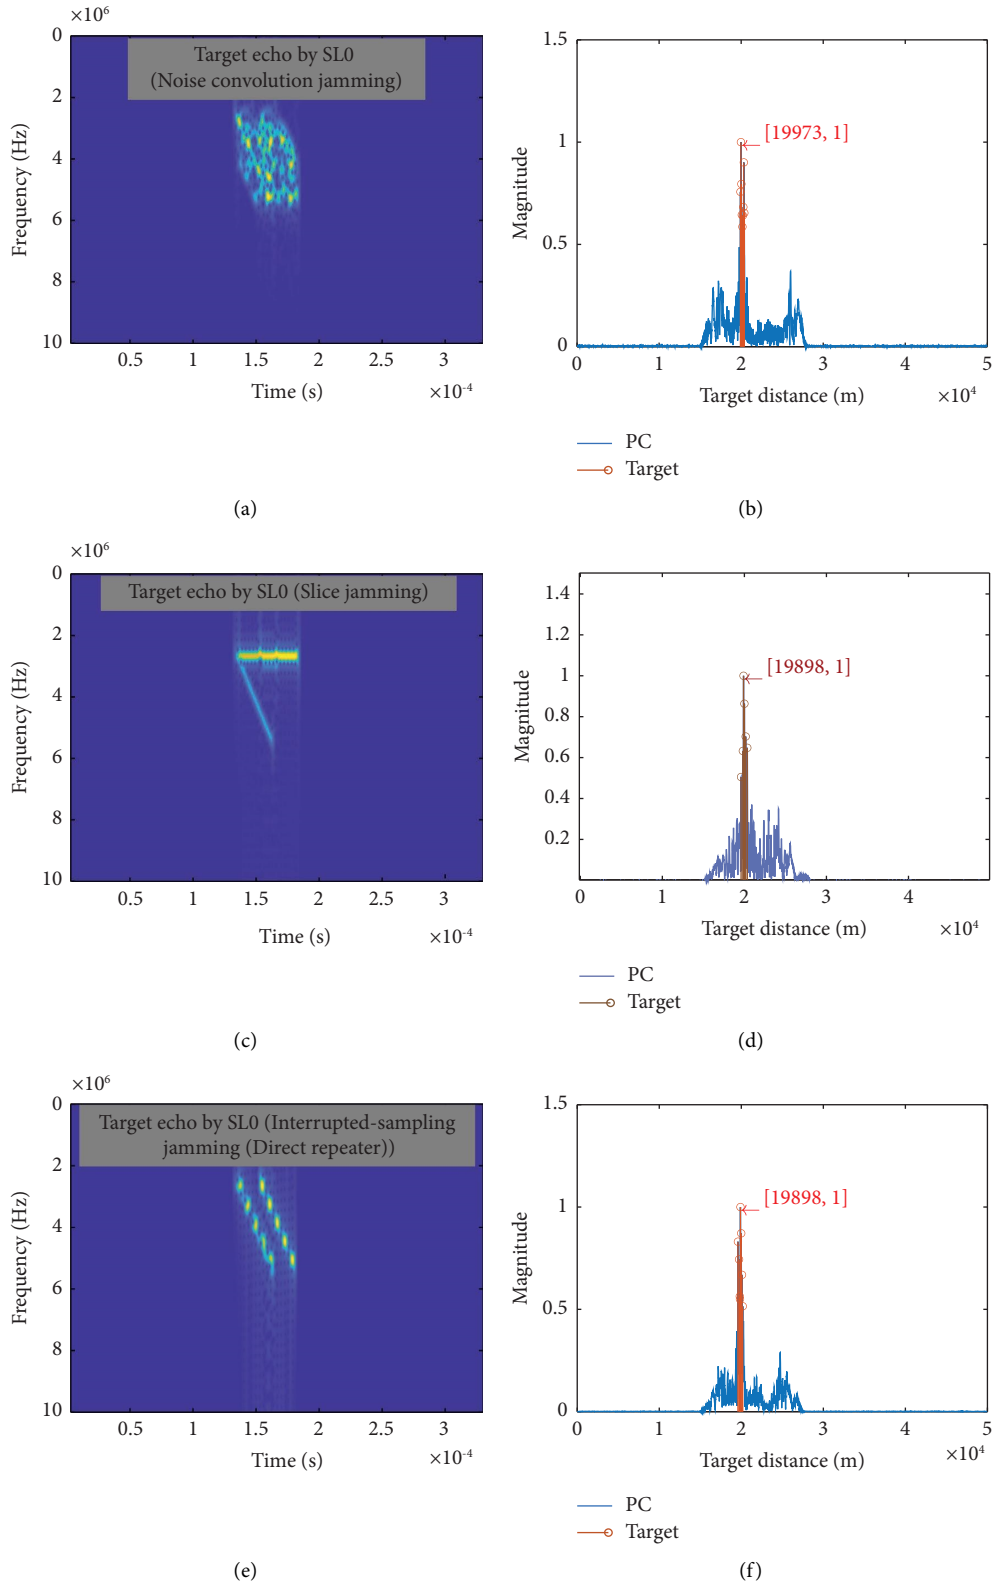 ×10⁶
0
2
4
6
8
10
Frequency (Hz)
Target echo by SL0
(Noise convolution jamming)
0.5 1 1.5 2 2.5 3
Time (s)
×10⁻⁴
(a)
1.5
1
0.5
0
Magnitude
[19973, 1]
0 1 2 3 4 5
Target distance (m)
×10⁴
PC
Target
(b)
×10⁶
0
2
4
6
8
10
Frequency (Hz)
Target echo by SL0 (Slice jamming)
0.5 1 1.5 2 2.5 3
Time (s)
×10⁻⁴
(c)
1.4
1.2
1
0.8
0.6
0.4
0.2
Magnitude
[19898, 1]
0 1 2 3 4
Target distance (m)
×10⁴
PC
Target
(d)
×10⁶
0
2
4
6
8
10
Frequency (Hz)
Target echo by SL0 (Interrupted-sampling
jamming (Direct repeater))
0.5 1 1.5 2 2.5 3
Time (s)
×10⁻⁴
(e)
1.5
1
0.5
0
Magnitude
[19898, 1]
0 1 2 3 4 5
Target distance (m)
×10⁴
PC
Target
(f)